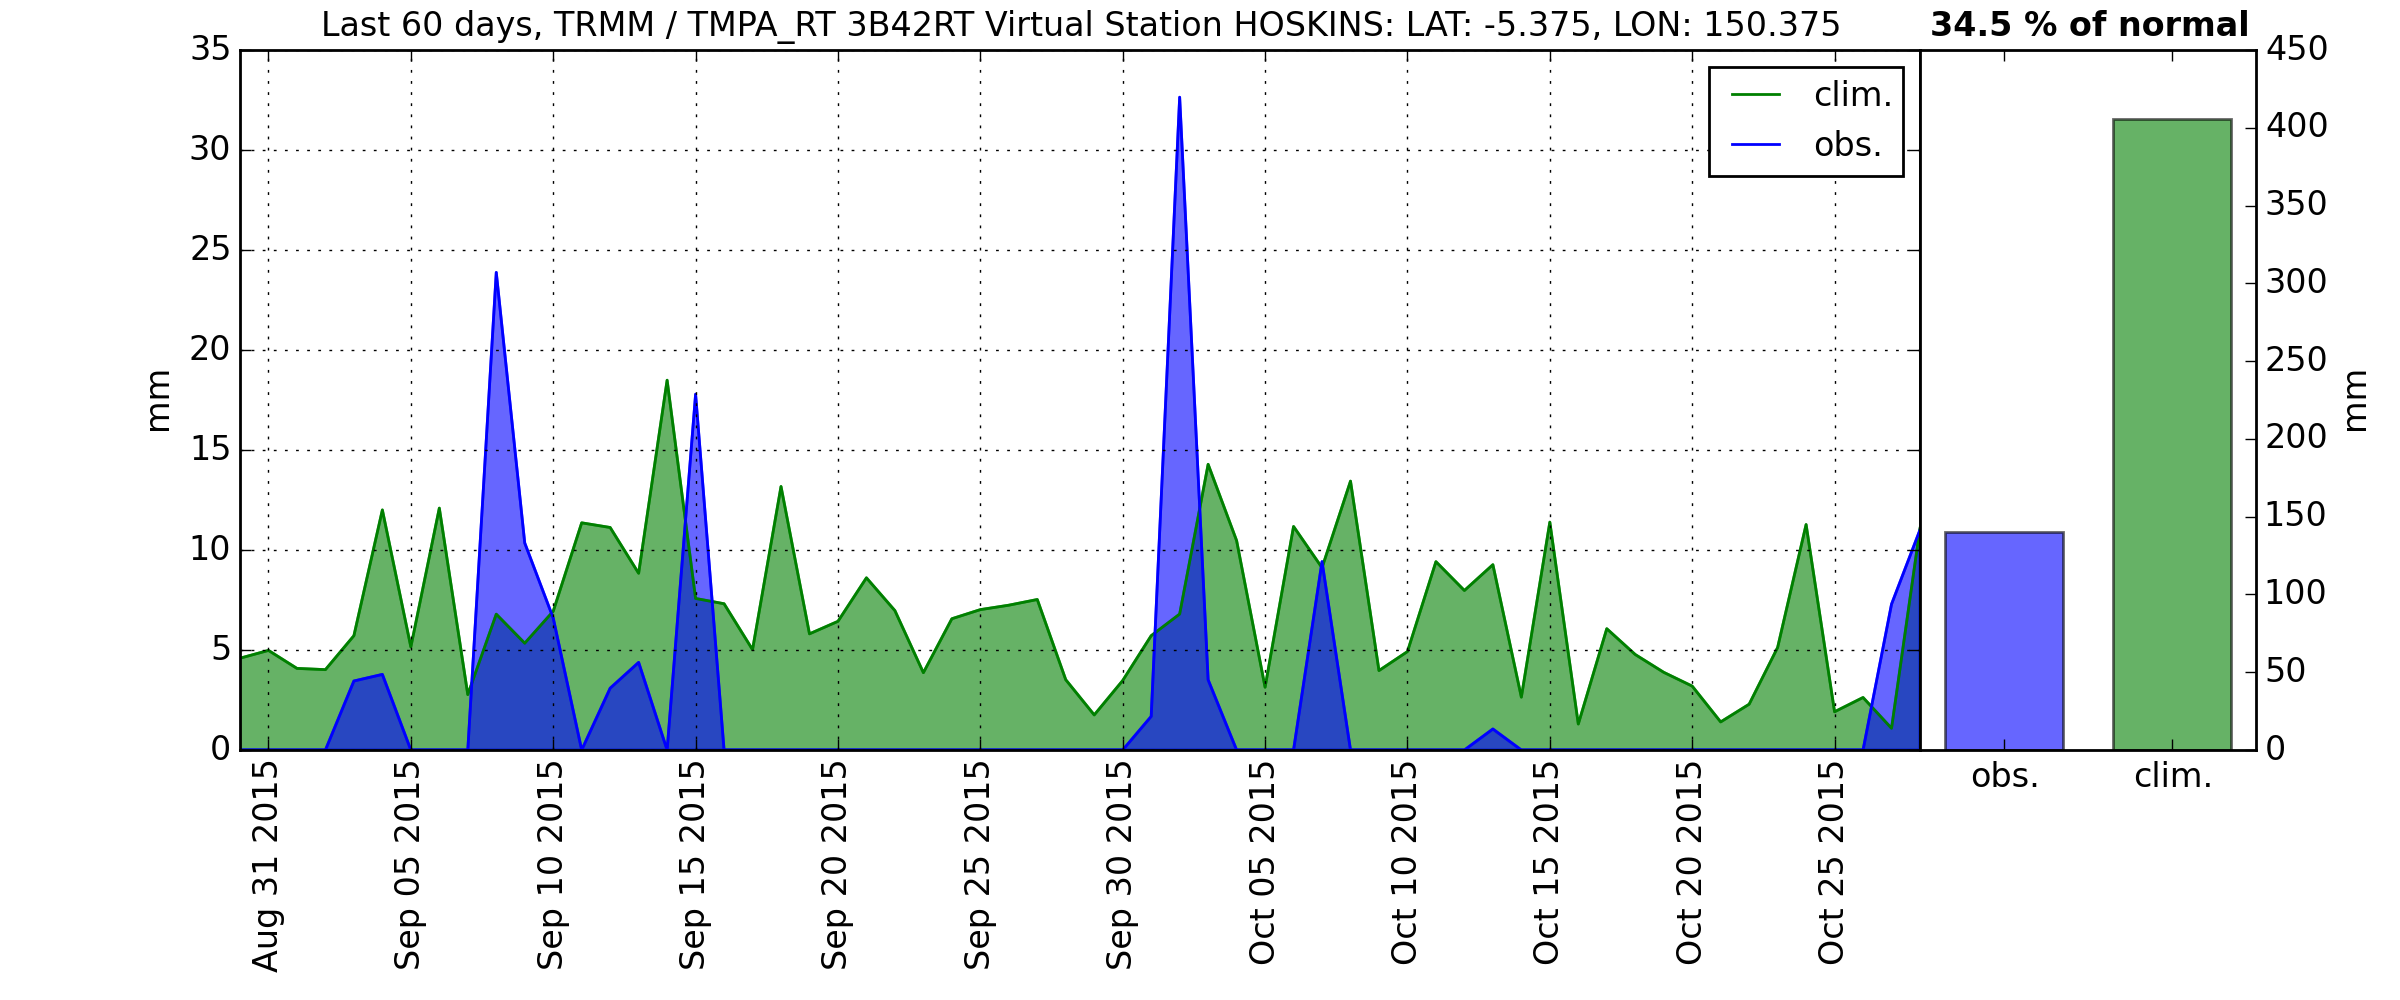 Last 60 days, TRMM / TMPA_RT 3B42RT Virtual Station HOSKINS: LAT: -5.375, LON: 150.375
34.5 % of normal
35
30
25
20
15
10
5
0
mm
clim.
obs.
450
400
350
300
250
200
150
100
50
0
mm
obs.
clim.
Aug 31 2015
Sep 05 2015
Sep 10 2015
Sep 15 2015
Sep 20 2015
Sep 25 2015
Sep 30 2015
Oct 05 2015
Oct 10 2015
Oct 15 2015
Oct 20 2015
Oct 25 2015